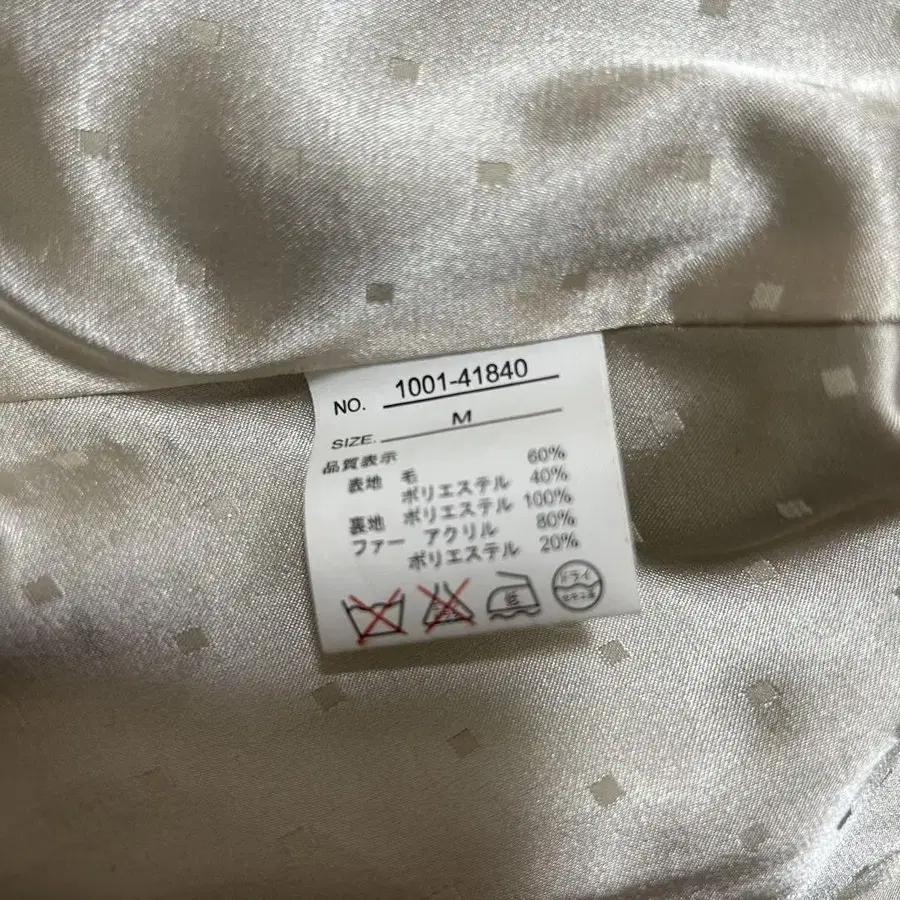 NO. 1001-41840
SIZE. M
品質表示
表地 毛 60%
ポリエステル 40%
裏地 ポリエステル 100%
ファー アクリル 80%
ポリエステル 20%
低 ドライ
セキユ系